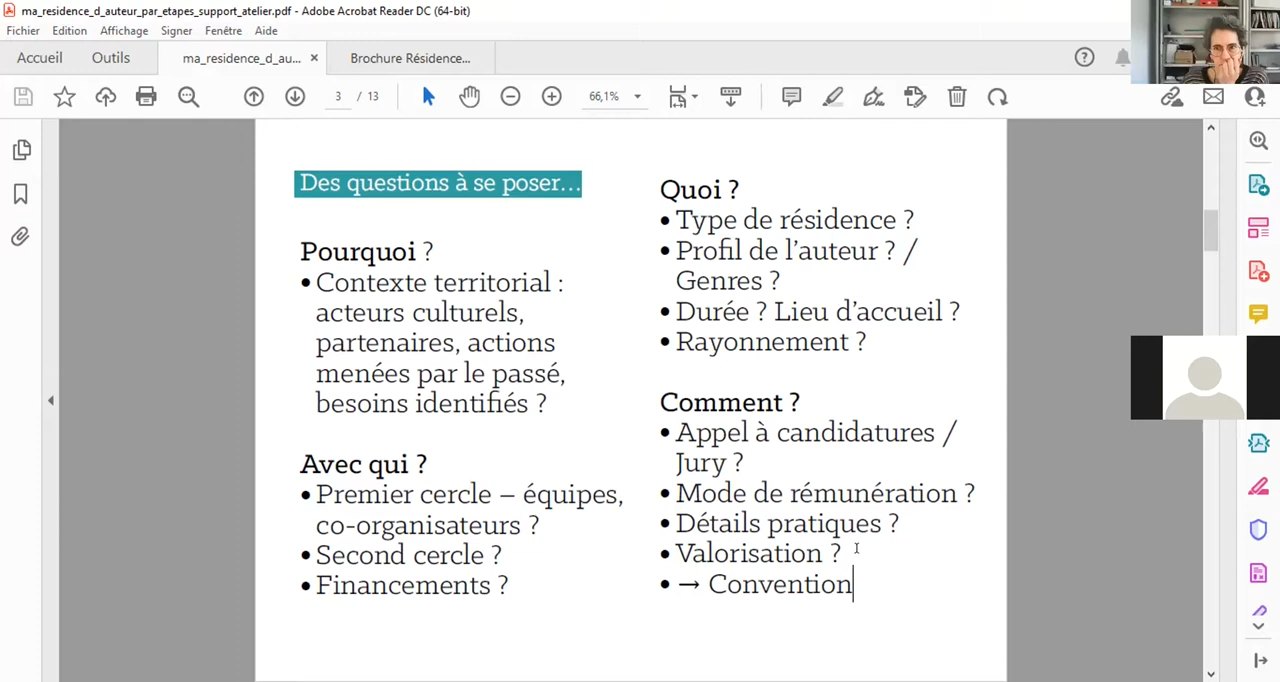 ma_residence_d_auteur_par_etapes_support_atelier.pdf - Adobe Acrobat Reader DC (64-bit)
Fichier Edition Affichage Signer Fenêtre Aide
Accueil Outils ma_residence_d_au... × Brochure Résidence...
3 / 13 66,1%
Des questions à se poser...
Pourquoi ?
• Contexte territorial :
acteurs culturels,
partenaires, actions
menées par le passé,
besoins identifiés ?
Avec qui ?
• Premier cercle – équipes,
co-organisateurs ?
• Second cercle ?
• Financements ?
Quoi ?
• Type de résidence ?
• Profil de l’auteur ? /
Genres ?
• Durée ? Lieu d’accueil ?
• Rayonnement ?
Comment ?
• Appel à candidatures /
Jury ?
• Mode de rémunération ?
• Détails pratiques ?
• Valorisation ?
• → Convention